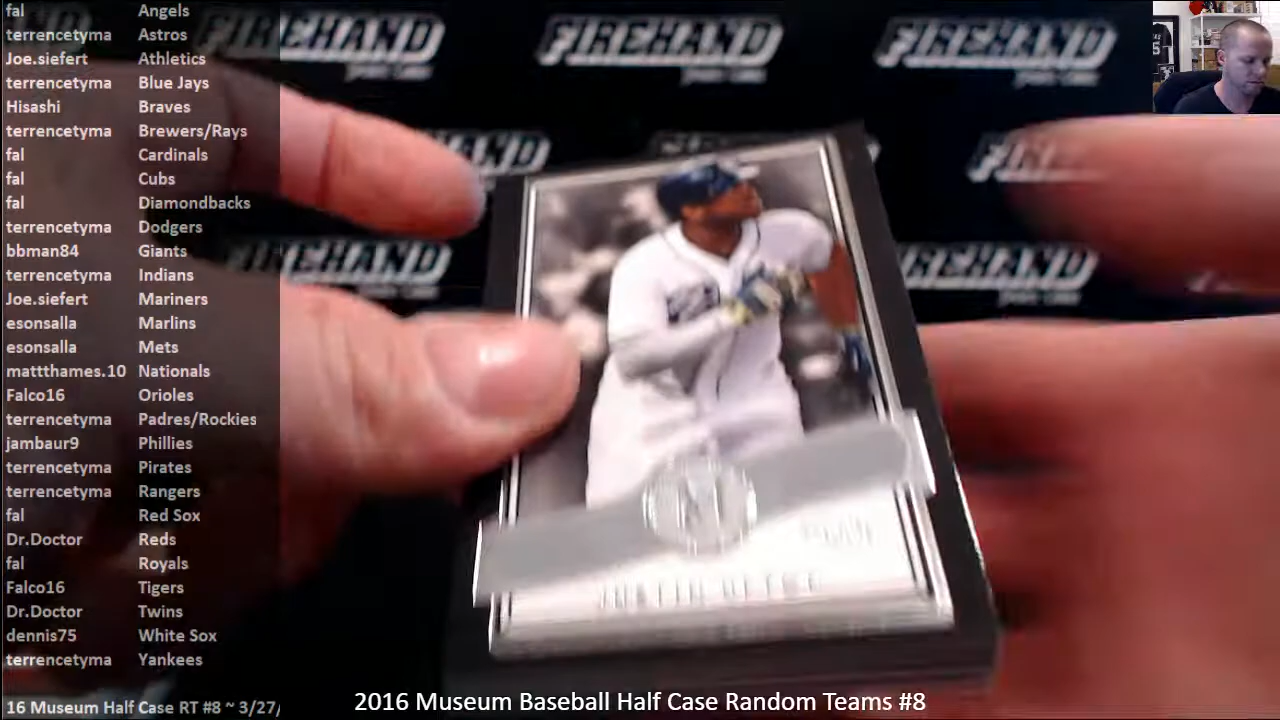 fal Angels
terrencetyma Astros
Joe.siefert Athletics
terrencetyma Blue Jays
Hisashi Braves
terrencetyma Brewers/Rays
fal Cardinals
fal Cubs
fal Diamondbacks
terrencetyma Dodgers
bbman84 Giants
terrencetyma Indians
Joe.siefert Mariners
esonsalla Marlins
esonsalla Mets
mattthames.10 Nationals
Falco16 Orioles
terrencetyma Padres/Rockies
jambaur9 Phillies
terrencetyma Pirates
terrencetyma Rangers
fal Red Sox
Dr.Doctor Reds
fal Royals
Falco16 Tigers
Dr.Doctor Twins
dennis75 White Sox
terrencetyma Yankees
16 Museum Half Case RT #8 ~ 3/27/
FIREHAND FIREHAND FIREHAND
FIREHAND
FIREHAND FIREHAND
JUSTIN
2016 Museum Baseball Half Case Random Teams #8